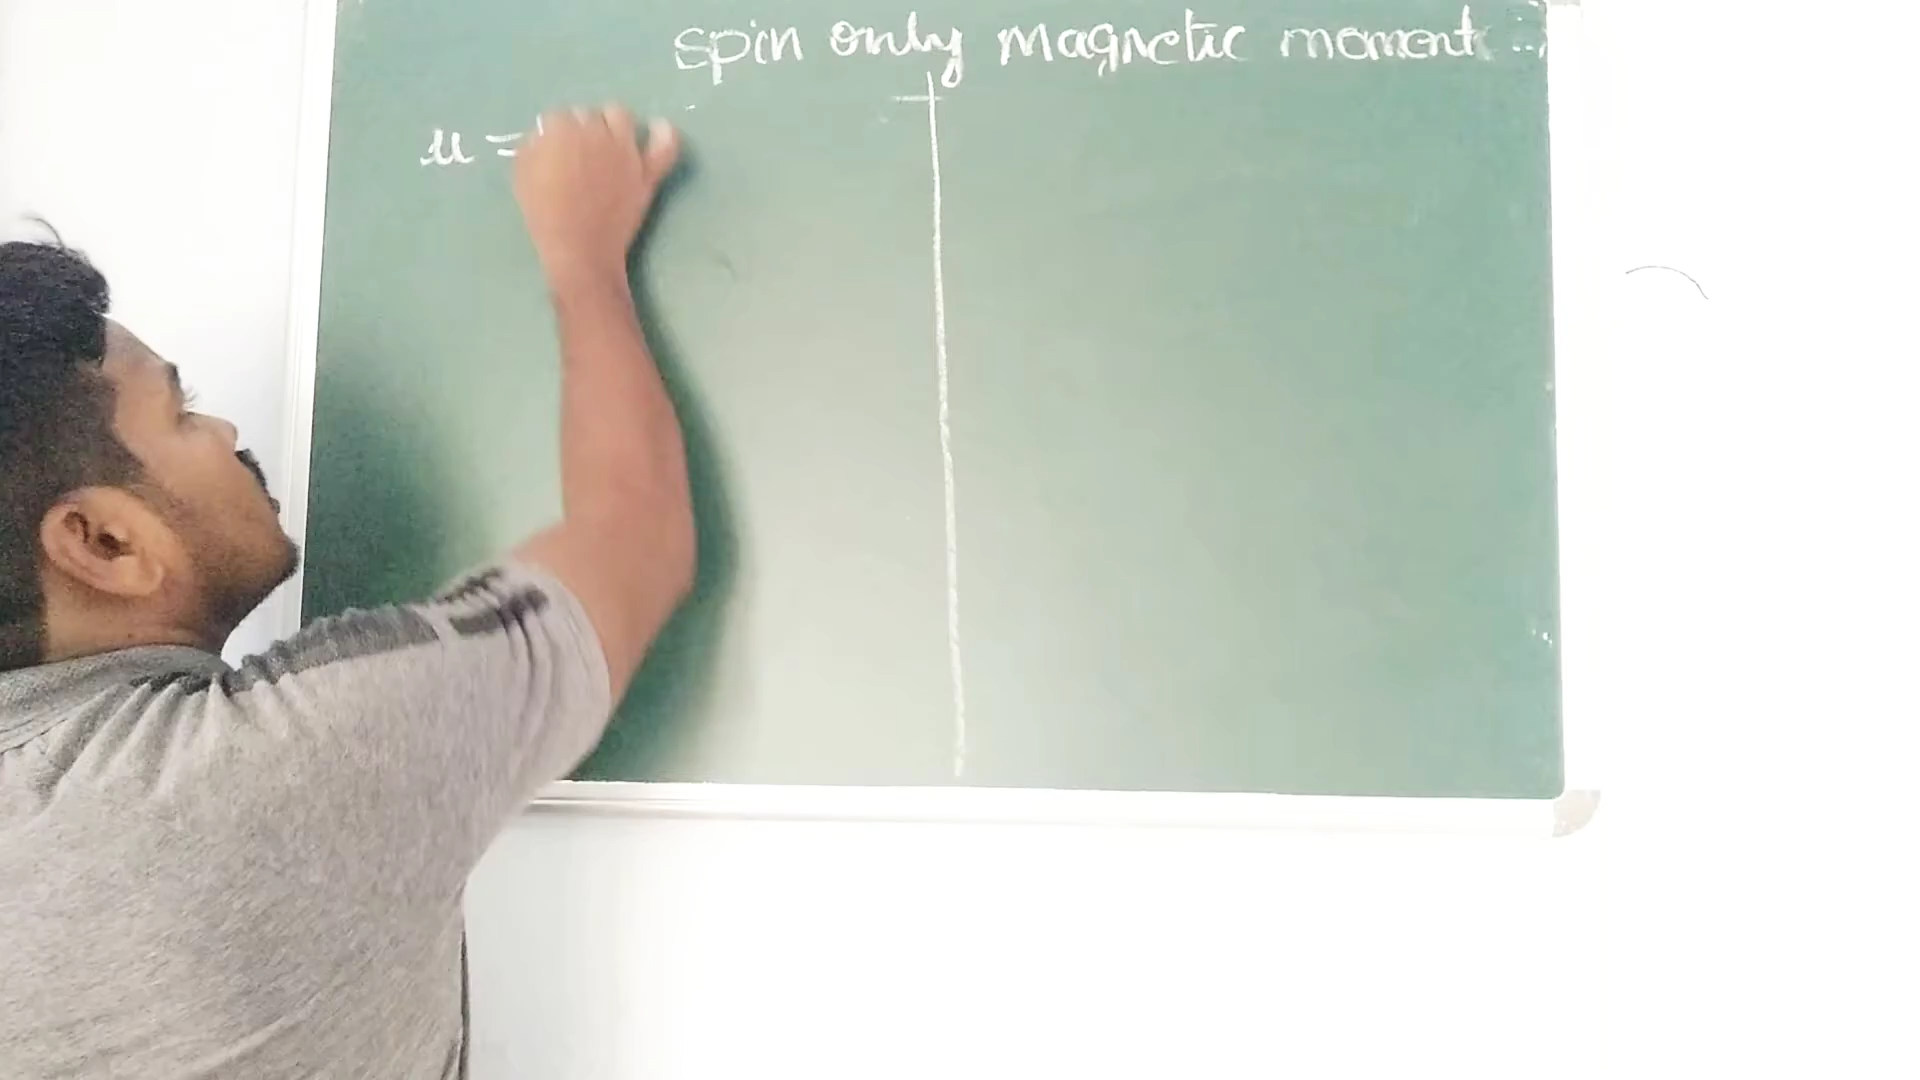 spin only magnetic moment
μ =